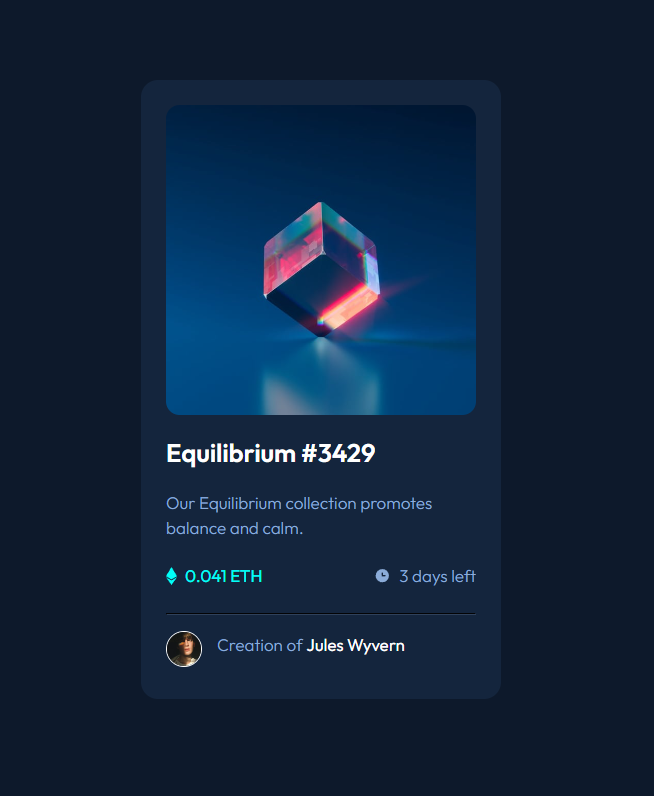 Equilibrium #3429
Our Equilibrium collection promotes
balance and calm.
0.041 ETH
3 days left
Creation of Jules Wyvern